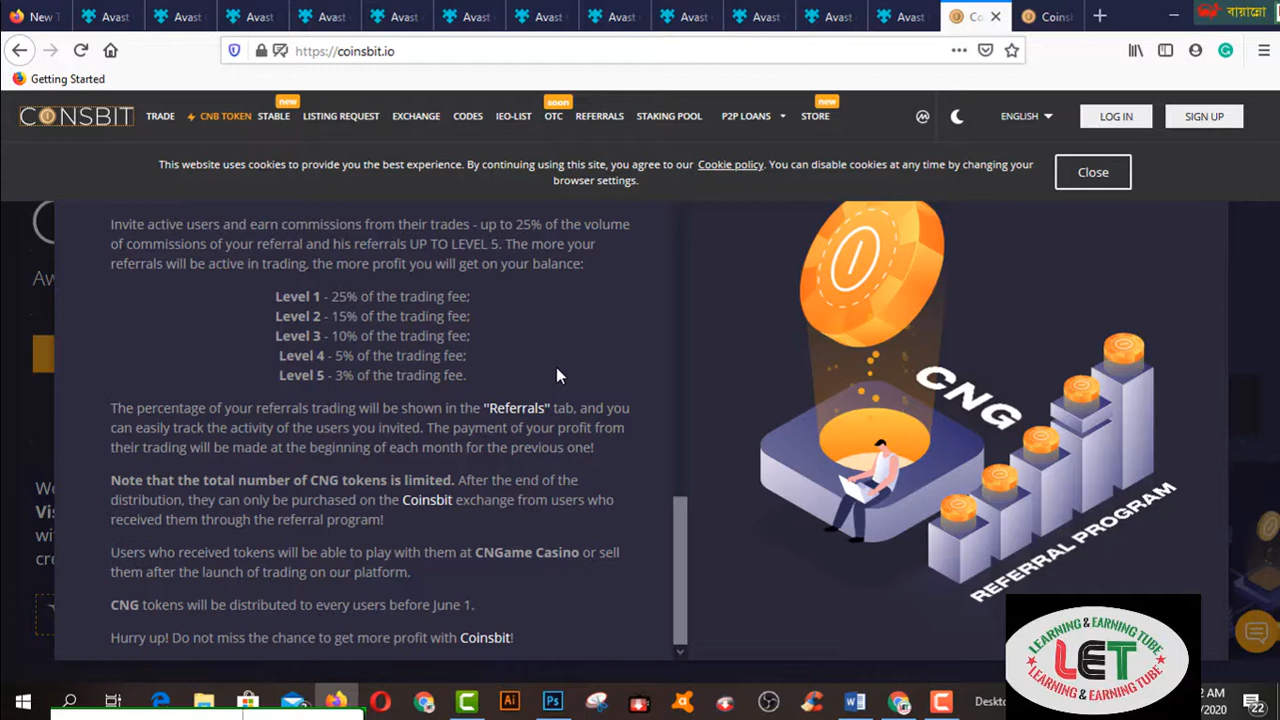 New T
Avast
Avast
Avast
Avast
Avast
Avast
Avast
Avast
Avast
Avast
Avast
Avast
Co
Coinsb
বায়ান্নো
https://coinsbit.io
Getting Started
COINSBIT
TRADE
CNB TOKEN
new
STABLE
LISTING REQUEST
EXCHANGE
CODES
IEO-LIST
soon
OTC
REFERRALS
STAKING POOL
P2P LOANS
new
STORE
ENGLISH
LOG IN
SIGN UP
This website uses cookies to provide you the best experience. By continuing using this site, you agree to our Cookie policy. You can disable cookies at any time by changing your
browser settings.
Close
Invite active users and earn commissions from their trades - up to 25% of the volume
of commissions of your referral and his referrals UP TO LEVEL 5. The more your
referrals will be active in trading, the more profit you will get on your balance:
Level 1 - 25% of the trading fee;
Level 2 - 15% of the trading fee;
Level 3 - 10% of the trading fee;
Level 4 - 5% of the trading fee;
Level 5 - 3% of the trading fee.
The percentage of your referrals trading will be shown in the "Referrals" tab, and you
can easily track the activity of the users you invited. The payment of your profit from
their trading will be made at the beginning of each month for the previous one!
Note that the total number of CNG tokens is limited. After the end of the
distribution, they can only be purchased on the Coinsbit exchange from users who
received them through the referral program!
Users who received tokens will be able to play with them at CNGame Casino or sell
them after the launch of trading on our platform.
CNG tokens will be distributed to every users before June 1.
Hurry up! Do not miss the chance to get more profit with Coinsbit!
CNG
REFERRAL PROGRAM
Aw
We
Vis
wit
cre
LEARNING & EARNING TUBE
LET
LEARNING & EARNING TUBE
Ai
Ps
Deskto
2 AM
/2020
22